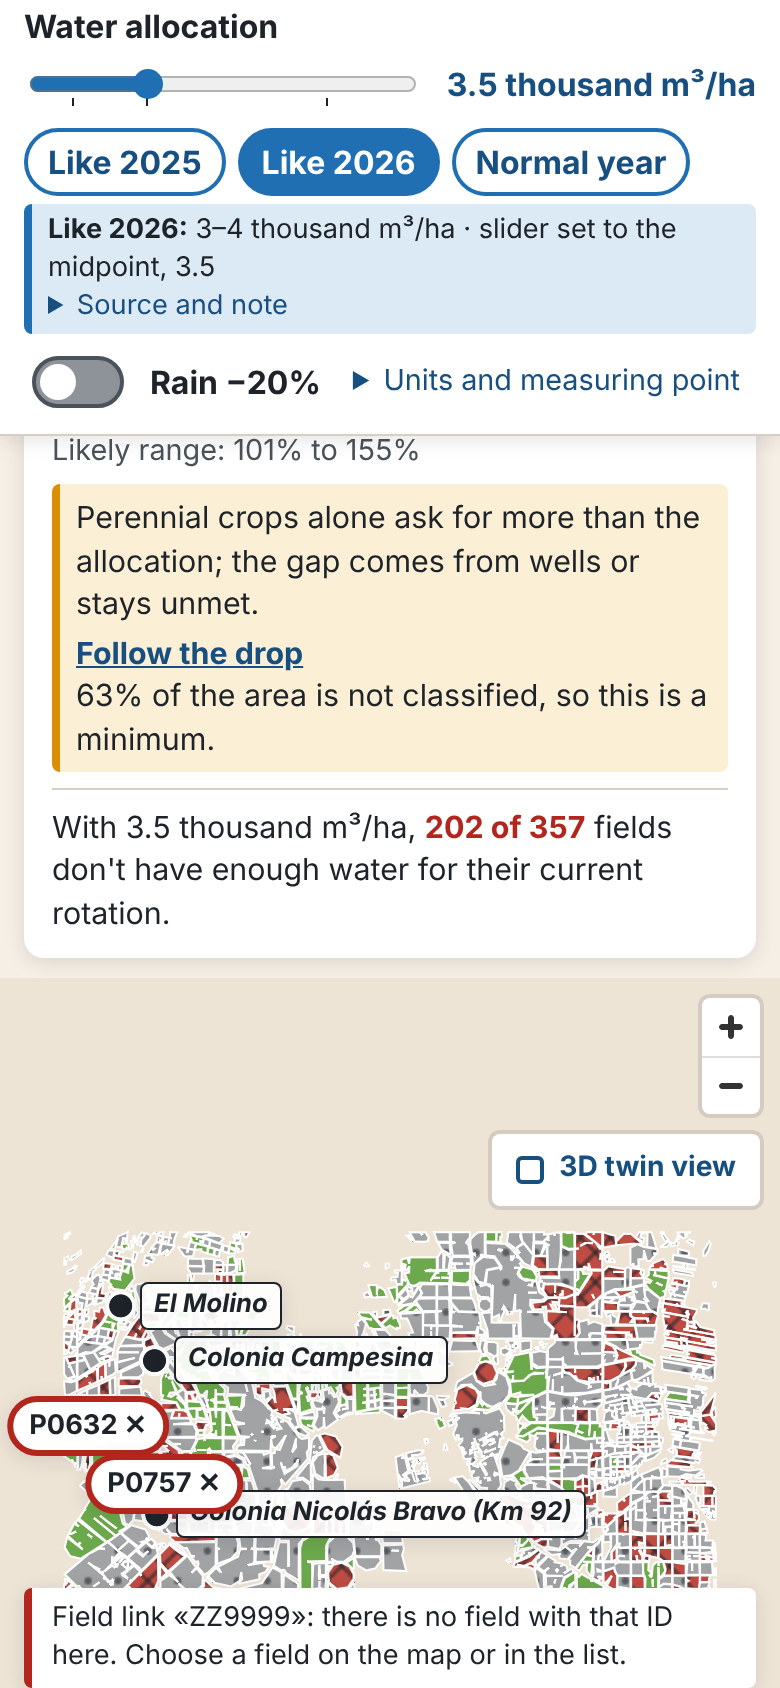 Water allocation
3.5 thousand m³/ha
Like 2025
Like 2026
Normal year
Like 2026: 3–4 thousand m³/ha · slider set to the
midpoint, 3.5
▶ Source and note
Rain −20%
▶ Units and measuring point
Likely range: 101% to 155%
Perennial crops alone ask for more than the
allocation; the gap comes from wells or
stays unmet.
Follow the drop
63% of the area is not classified, so this is a
minimum.
With 3.5 thousand m³/ha, 202 of 357 fields
don't have enough water for their current
rotation.
+
−
3D twin view
El Molino
Colonia Campesina
P0632 ✕
P0757 ✕
Colonia Nicolás Bravo (Km 92)
Field link «ZZ9999»: there is no field with that ID
here. Choose a field on the map or in the list.